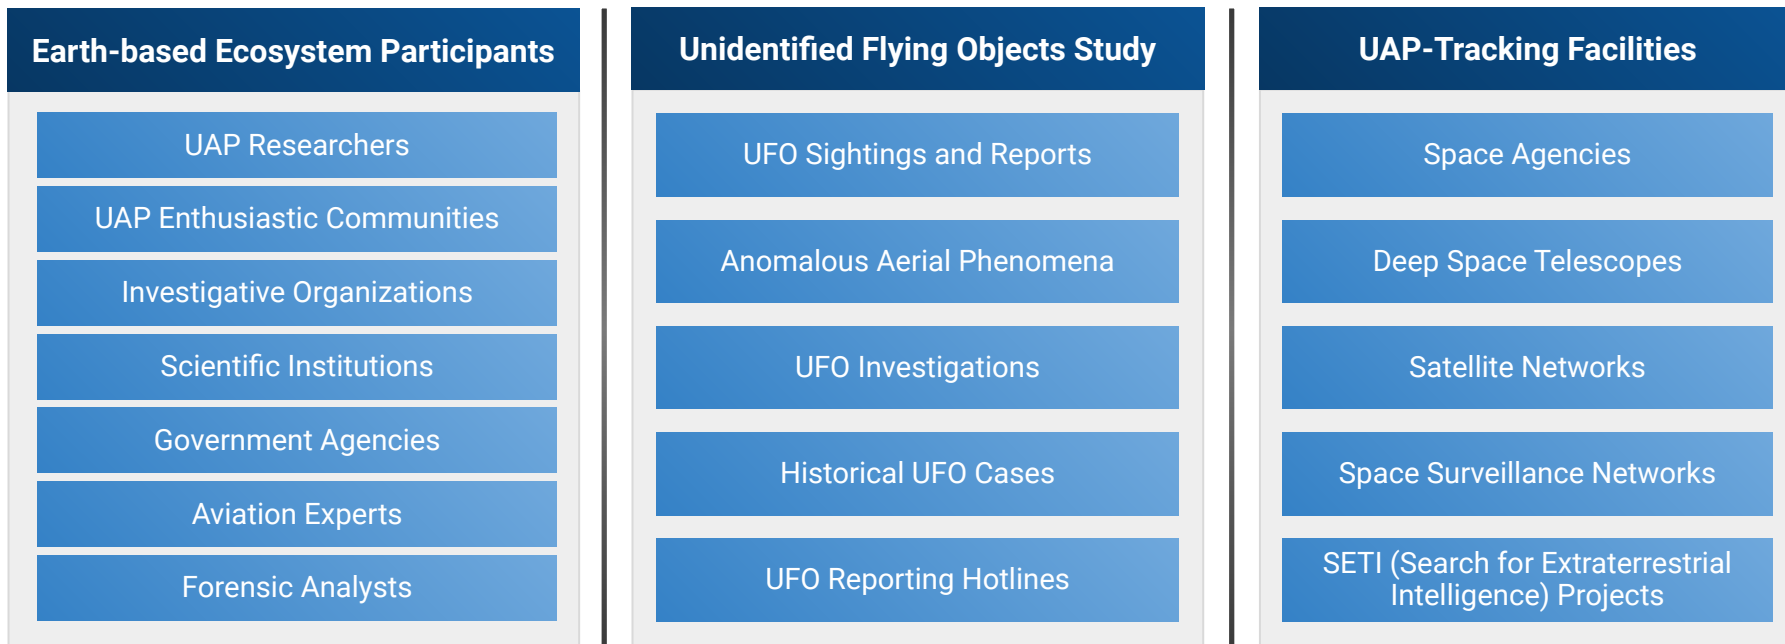 Earth-based Ecosystem Participants
UAP Researchers
UAP Enthusiastic Communities
Investigative Organizations
Scientific Institutions
Government Agencies
Aviation Experts
Forensic Analysts
Unidentified Flying Objects Study
UFO Sightings and Reports
Anomalous Aerial Phenomena
UFO Investigations
Historical UFO Cases
UFO Reporting Hotlines
UAP-Tracking Facilities
Space Agencies
Deep Space Telescopes
Satellite Networks
Space Surveillance Networks
SETI (Search for Extraterrestrial
Intelligence) Projects